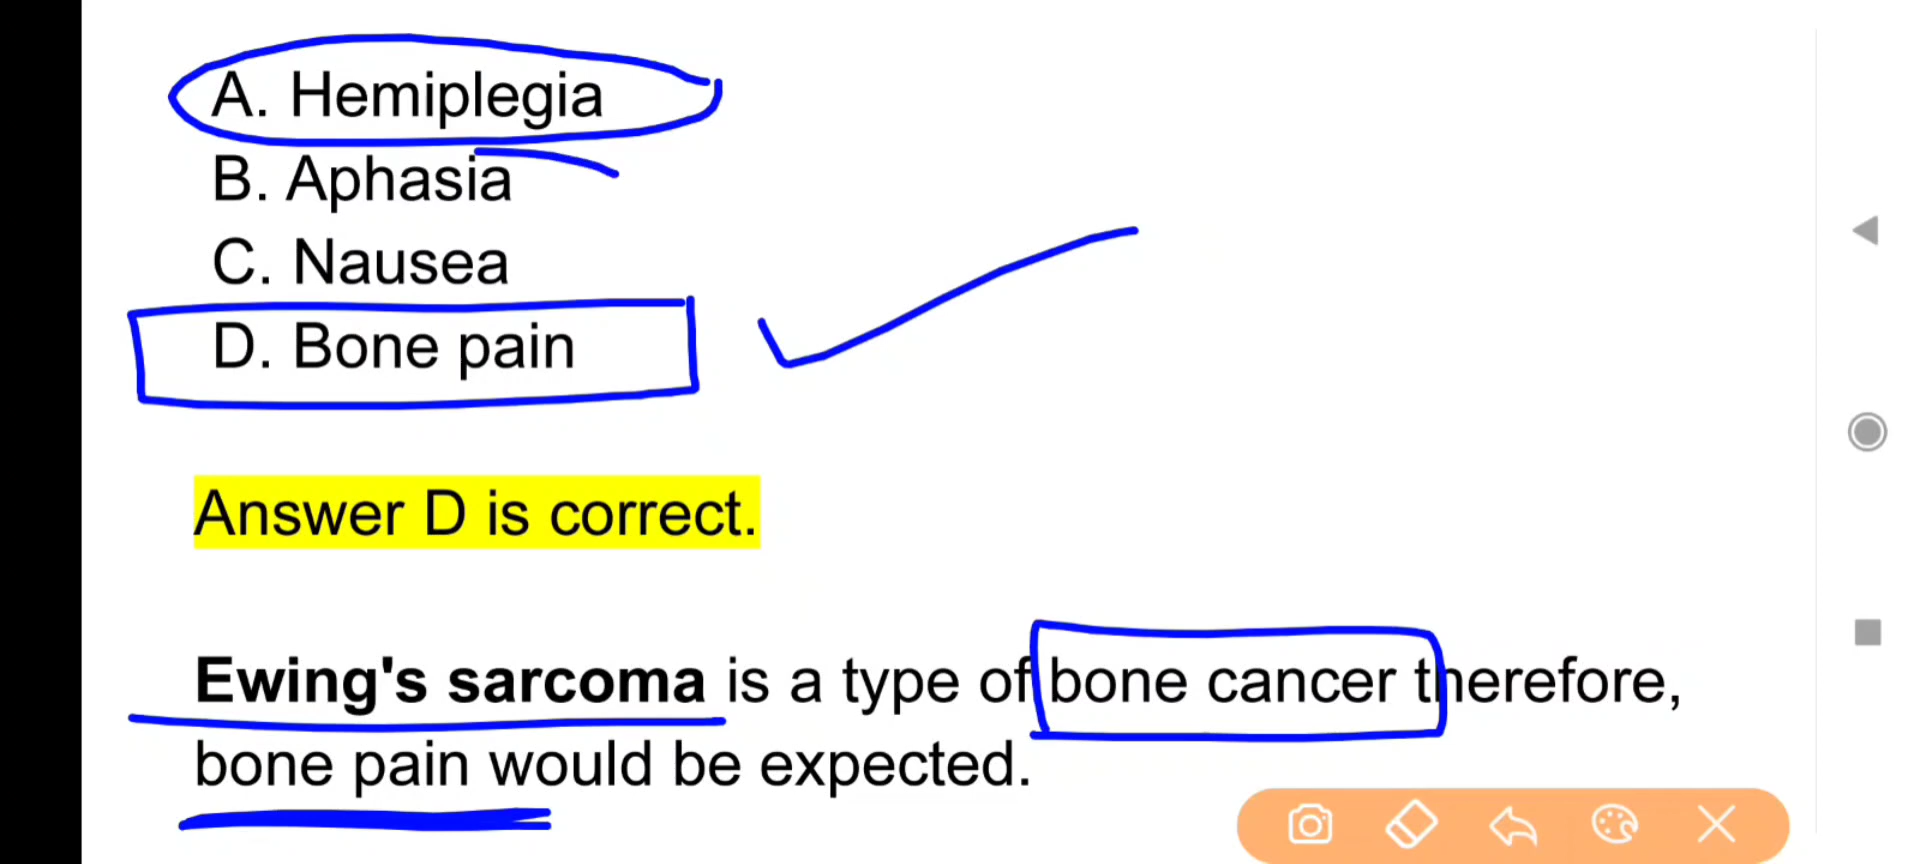 A. Hemiplegia
B. Aphasia
C. Nausea
D. Bone pain
Answer D is correct.
Ewing's sarcoma is a type of bone cancer therefore,
bone pain would be expected.